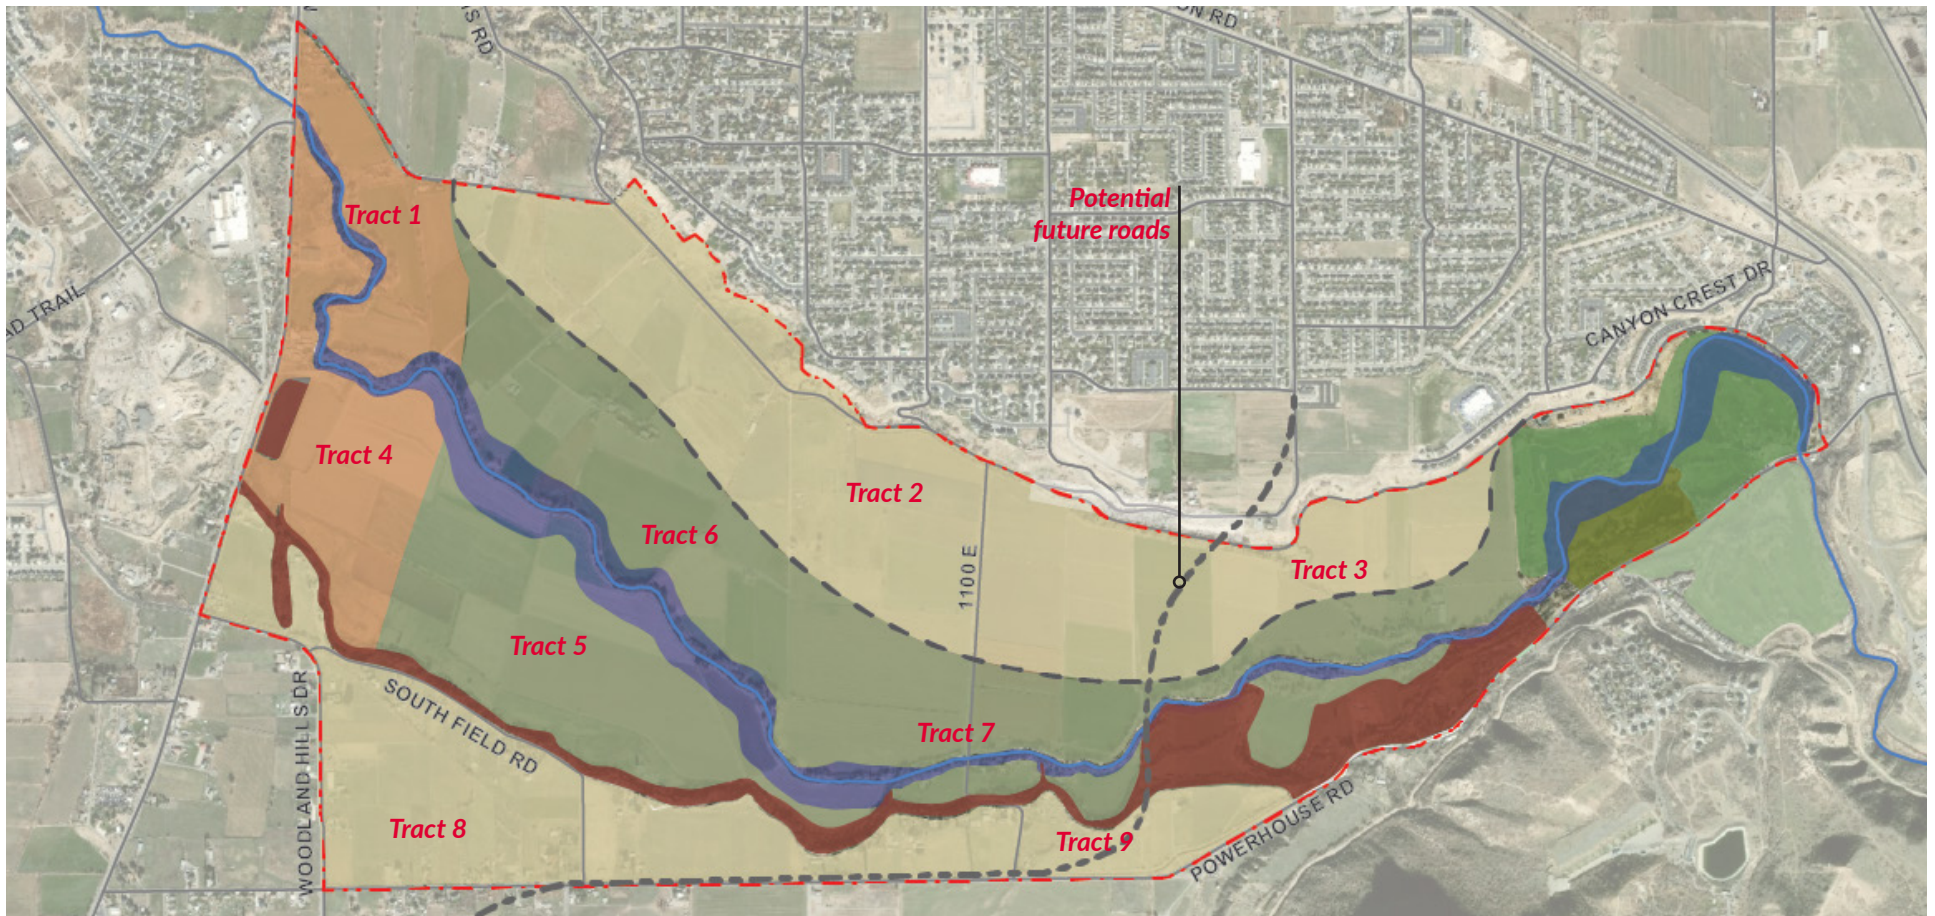 ON RD
S RD
Potential
future roads
Tract 1
CANYON CREST DR
AD TRAIL
Tract 4
Tract 2
Tract 6
Tract 3
1100 E
Tract 5
SOUTH FIELD RD
WOODLAND HILLS DR
Tract 7
Tract 8
Tract 9
POWERHOUSE RD